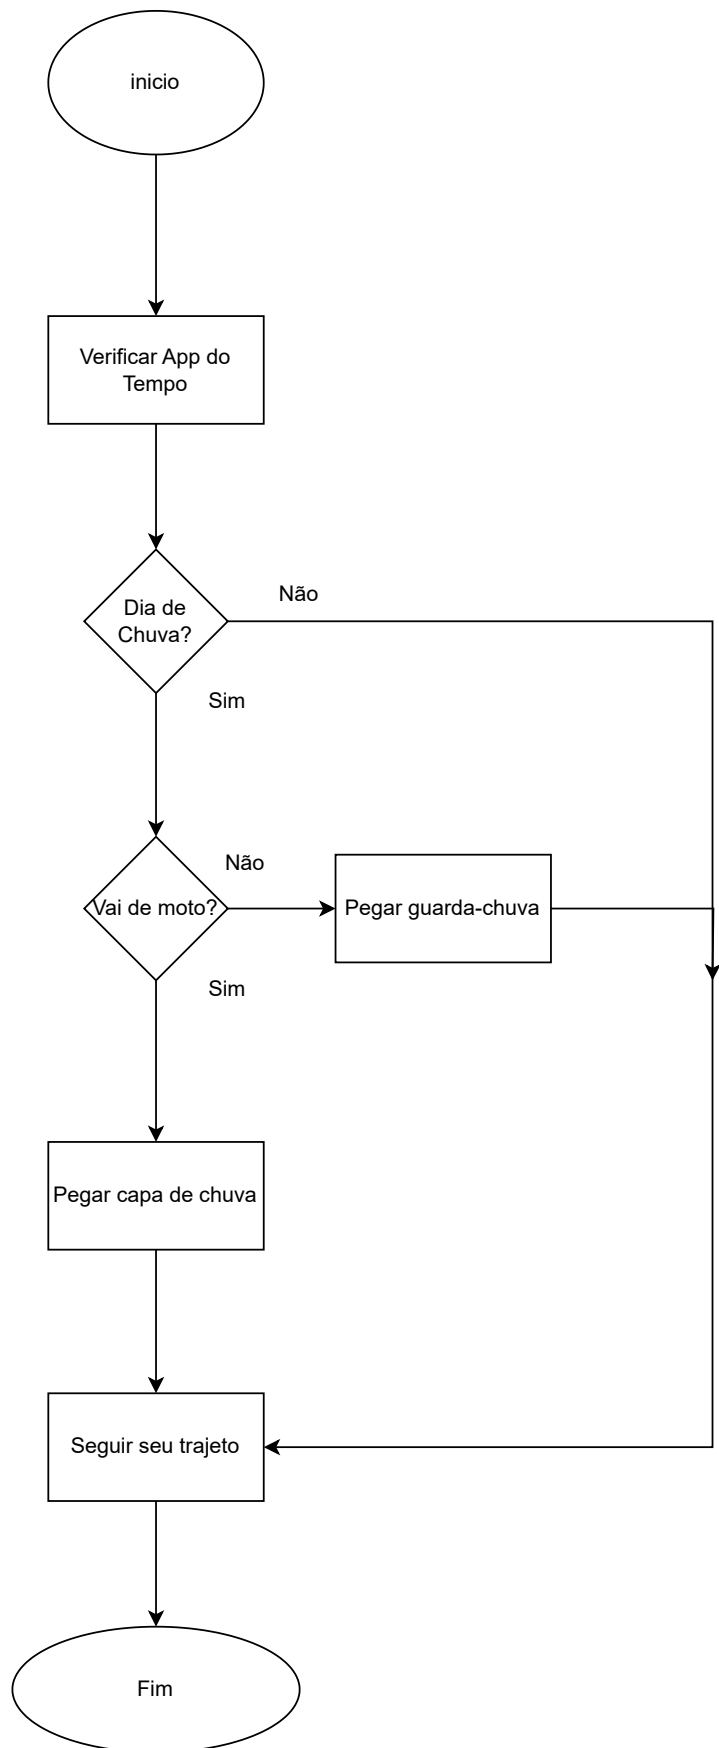 inicio
Verificar App do
Tempo
Dia de
Chuva?
Não
Sim
Vai de moto?
Não
Pegar guarda-chuva
Sim
Pegar capa de chuva
Seguir seu trajeto
Fim